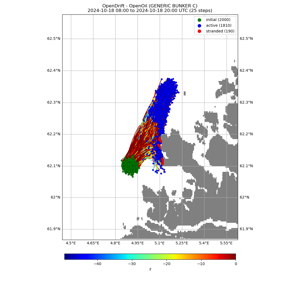 OpenDrift - OpenOil (GENERIC BUNKER C)
2024-10-18 08:00 to 2024-10-18 20:00 UTC (25 steps)
initial (2000)
active (1810)
stranded (190)
62.5°N 62.5°N
62.4°N 62.4°N
62.3°N 62.3°N
62.2°N 62.2°N
62.1°N 62.1°N
62°N 62°N
61.9°N 61.9°N
4.5°E 4.65°E 4.8°E 4.95°E 5.1°E 5.25°E 5.4°E 5.55°E
−40 −30 −20 −10 0
z